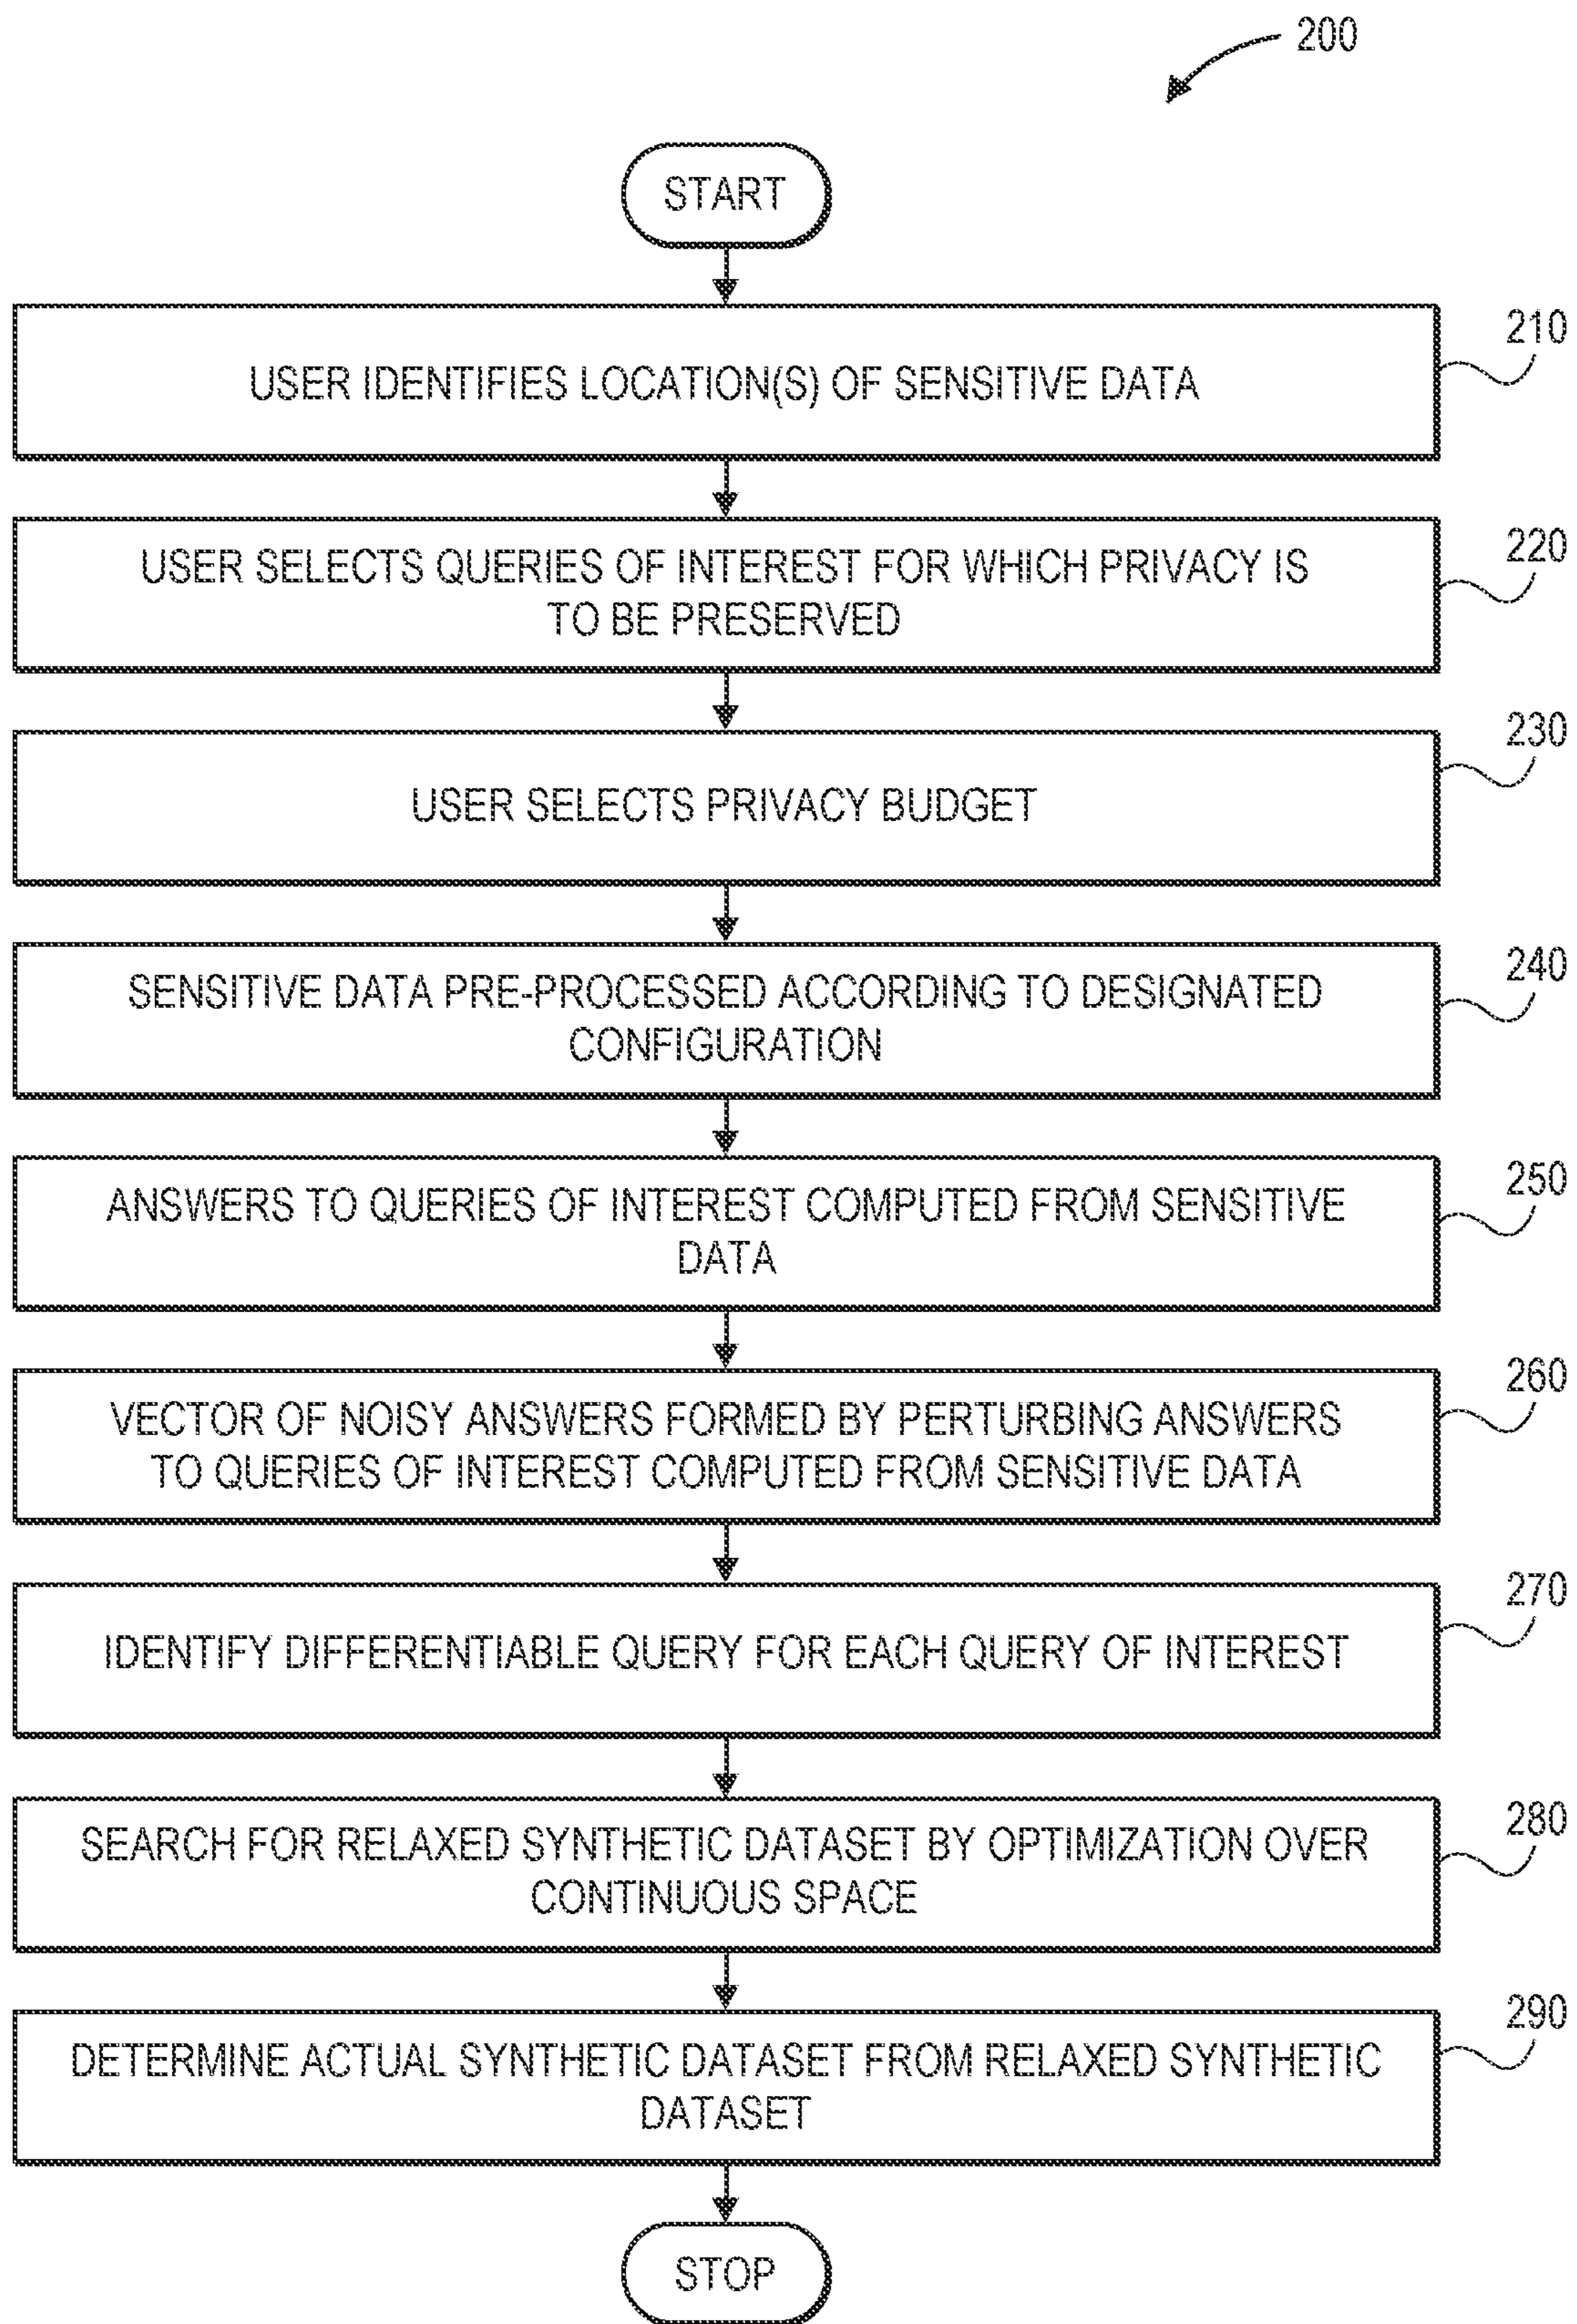 200
START
USER IDENTIFIES LOCATION(S) OF SENSITIVE DATA
210
USER SELECTS QUERIES OF INTEREST FOR WHICH PRIVACY IS
TO BE PRESERVED
220
USER SELECTS PRIVACY BUDGET
230
SENSITIVE DATA PRE-PROCESSED ACCORDING TO DESIGNATED
CONFIGURATION
240
ANSWERS TO QUERIES OF INTEREST COMPUTED FROM SENSITIVE
DATA
250
VECTOR OF NOISY ANSWERS FORMED BY PERTURBING ANSWERS
TO QUERIES OF INTEREST COMPUTED FROM SENSITIVE DATA
260
IDENTIFY DIFFERENTIABLE QUERY FOR EACH QUERY OF INTEREST
270
SEARCH FOR RELAXED SYNTHETIC DATASET BY OPTIMIZATION OVER
CONTINUOUS SPACE
280
DETERMINE ACTUAL SYNTHETIC DATASET FROM RELAXED SYNTHETIC
DATASET
290
STOP